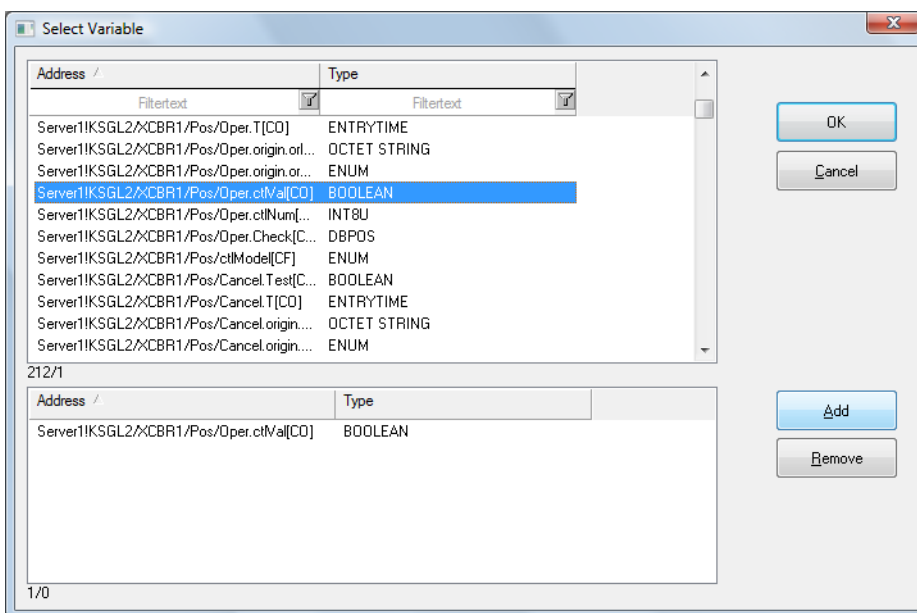 Select Variable
Address Type
Filtertext Filtertext
Server1!KSGL2/XCBR1/Pos/Oper.T[CO] ENTRYTIME
Server1!KSGL2/XCBR1/Pos/Oper.origin.orI... OCTET STRING
Server1!KSGL2/XCBR1/Pos/Oper.origin.or... ENUM
Server1!KSGL2/XCBR1/Pos/Oper.ctlVal[CO] BOOLEAN
Server1!KSGL2/XCBR1/Pos/Oper.ctlNum[... INT8U
Server1!KSGL2/XCBR1/Pos/Oper.Check[C... DBPOS
Server1!KSGL2/XCBR1/Pos/ctlModel[CF] ENUM
Server1!KSGL2/XCBR1/Pos/Cancel.Test[C... BOOLEAN
Server1!KSGL2/XCBR1/Pos/Cancel.T[CO] ENTRYTIME
Server1!KSGL2/XCBR1/Pos/Cancel.origin.... OCTET STRING
Server1!KSGL2/XCBR1/Pos/Cancel.origin.... ENUM
212/1
OK
Cancel
Address Type
Server1!KSGL2/XCBR1/Pos/Oper.ctlVal[CO] BOOLEAN
1/0
Add
Remove